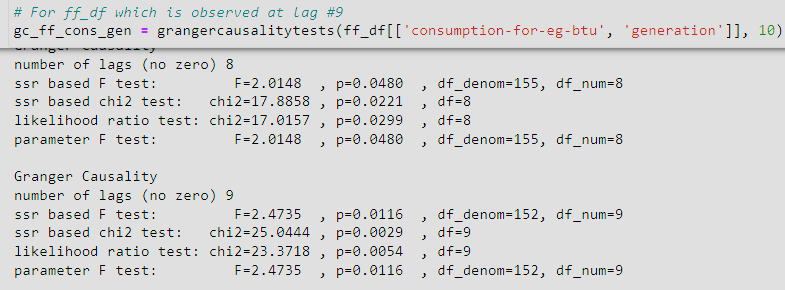 # For ff_df which is observed at lag #9
gc_ff_cons_gen = grangercausalitytests(ff_df[['consumption-for-eg-btu', 'generation']], 10)
Granger Causality
number of lags (no zero) 8
ssr based F test:         F=2.0148  , p=0.0480  , df_denom=155, df_num=8
ssr based chi2 test:   chi2=17.8858 , p=0.0221  , df=8
likelihood ratio test: chi2=17.0157 , p=0.0299  , df=8
parameter F test:         F=2.0148  , p=0.0480  , df_denom=155, df_num=8
Granger Causality
number of lags (no zero) 9
ssr based F test:         F=2.4735  , p=0.0116  , df_denom=152, df_num=9
ssr based chi2 test:   chi2=25.0444 , p=0.0029  , df=9
likelihood ratio test: chi2=23.3718 , p=0.0054  , df=9
parameter F test:         F=2.4735  , p=0.0116  , df_denom=152, df_num=9